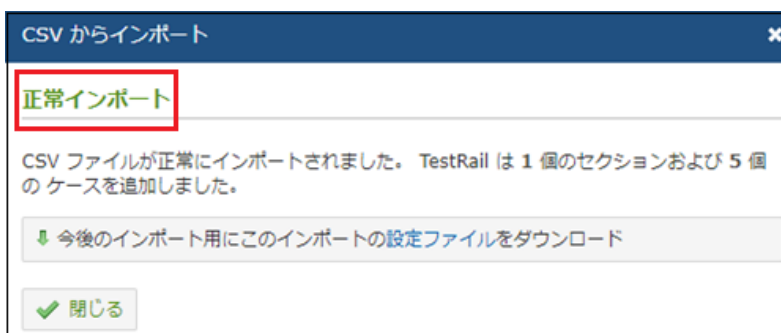 CSV からインポート
正常インポート
CSV ファイルが正常にインポートされました。 TestRail は 1 個のセクションおよび 5 個
の ケースを追加しました。
今後のインポート用にこのインポートの設定ファイルをダウンロード
閉じる